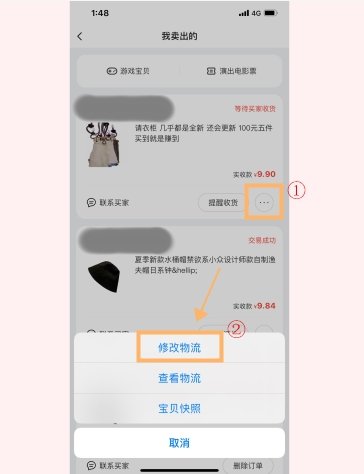 1:48
4G
我卖出的
游戏宝贝
演出电影票
等待买家收货
请衣柜 几乎都是全新 还会更新 100元五件
买到就是赚到
实收款 ¥9.90
联系买家
提醒收货
···
①
交易成功
夏季新款水桶帽禁欲系小众设计师款自制渔
夫帽日系钟&hellip;
实收款 ¥9.84
②
修改物流
查看物流
宝贝快照
取消
联系买家
删除订单